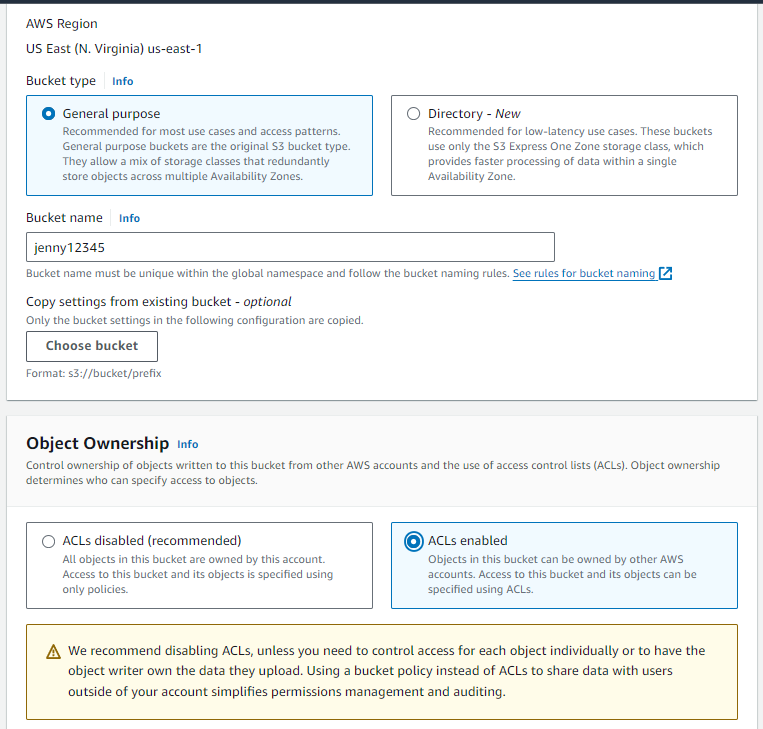 AWS Region
US East (N. Virginia) us-east-1
Bucket type Info
General purpose
Recommended for most use cases and access patterns.
General purpose buckets are the original S3 bucket type.
They allow a mix of storage classes that redundantly
store objects across multiple Availability Zones.
Directory - New
Recommended for low-latency use cases. These buckets
use only the S3 Express One Zone storage class, which
provides faster processing of data within a single
Availability Zone.
Bucket name Info
jenny12345
Bucket name must be unique within the global namespace and follow the bucket naming rules. See rules for bucket naming
Copy settings from existing bucket - optional
Only the bucket settings in the following configuration are copied.
Choose bucket
Format: s3://bucket/prefix
Object Ownership Info
Control ownership of objects written to this bucket from other AWS accounts and the use of access control lists (ACLs). Object ownership
determines who can specify access to objects.
ACLs disabled (recommended)
All objects in this bucket are owned by this account.
Access to this bucket and its objects is specified using
only policies.
ACLs enabled
Objects in this bucket can be owned by other AWS
accounts. Access to this bucket and its objects can be
specified using ACLs.
We recommend disabling ACLs, unless you need to control access for each object individually or to have the
object writer own the data they upload. Using a bucket policy instead of ACLs to share data with users
outside of your account simplifies permissions management and auditing.